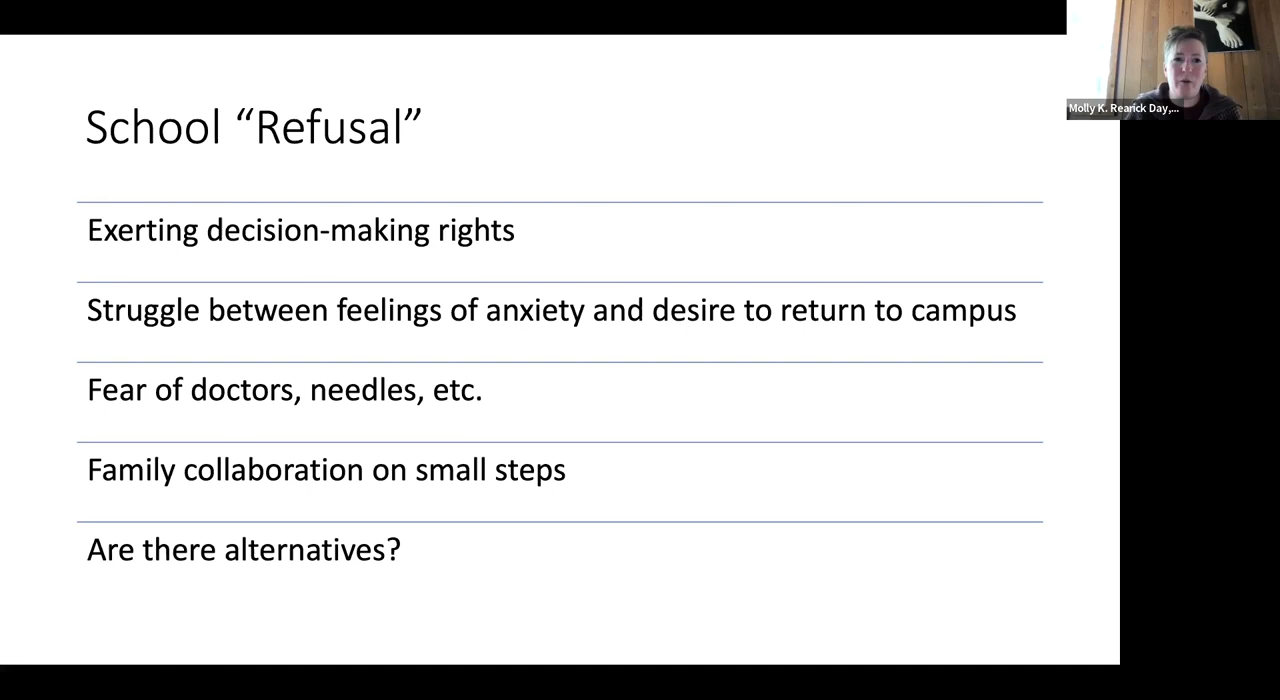 School “Refusal”
Exerting decision-making rights
Struggle between feelings of anxiety and desire to return to campus
Fear of doctors, needles, etc.
Family collaboration on small steps
Are there alternatives?
Molly K. Rearick Day,...